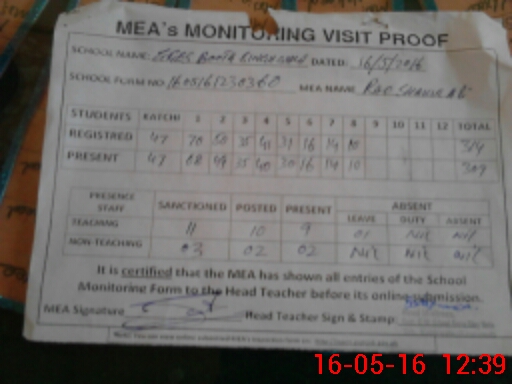 MEA's MONITORING VISIT PROOF
SCHOOL NAME: DATED: 16/5/2016
SCHOOL FORM NO. MEA NAME
STUDENTS KATCHI 1 2 3 4 5 6 7 8 9 10 11 12 TOTAL
REGISTRED 47 70 50 35 41 31 16 14 10
PRESENT 47 68 49 35 40 30 16 14 10 309
PRESENCE STAFF SANCTIONED POSTED PRESENT ABSENT
LEAVE DUTY ABSENT
TEACHING 11 10 9 01 Nil Nil
NON-TEACHING 03 02 02 Nil Nil Nil
It is certified that the MEA has shown all entries of the School
Monitoring Form to the Head Teacher before its online submission.
MEA Signature Head Teacher Sign & Stamp:
16-05-16 12:39